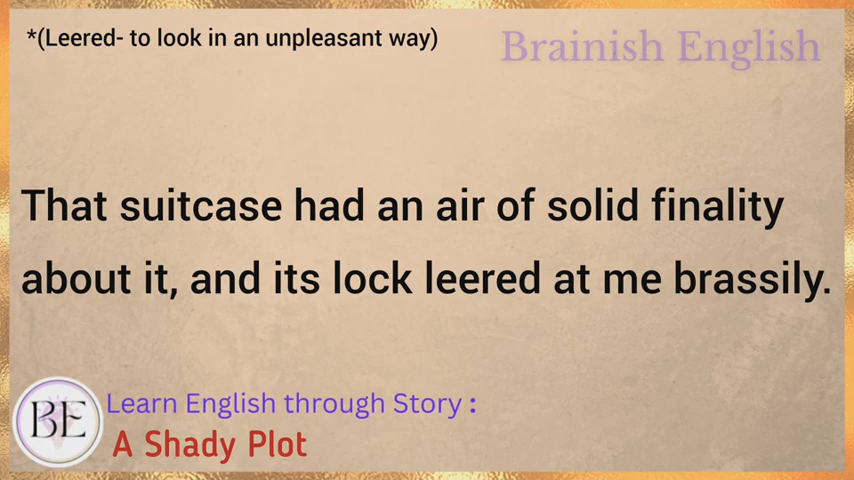 *(Leered- to look in an unpleasant way)
Brainish English
That suitcase had an air of solid finality
about it, and its lock leered at me brassily.
BE
Learn English through Story :
A Shady Plot